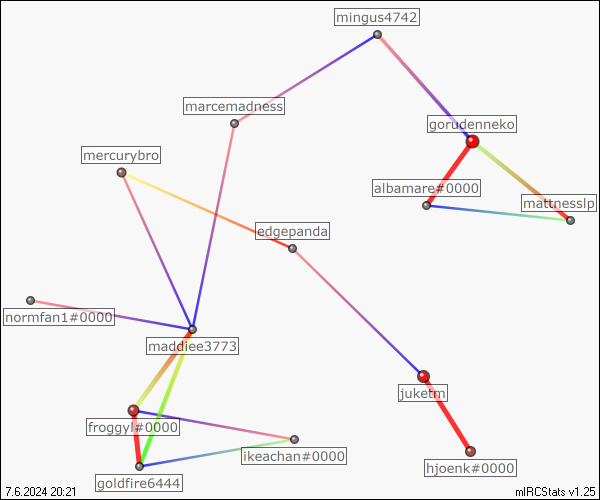 mingus4742
marcemadness
gorudenneko
mercurybro
albamare#0000
mattnesslp
edgepanda
normfan1#0000
maddiee3773
juketm
froggyl#0000
ikeachan#0000
hjoenk#0000
goldfire6444
7.6.2024 20:21
mIRCStats v1.25